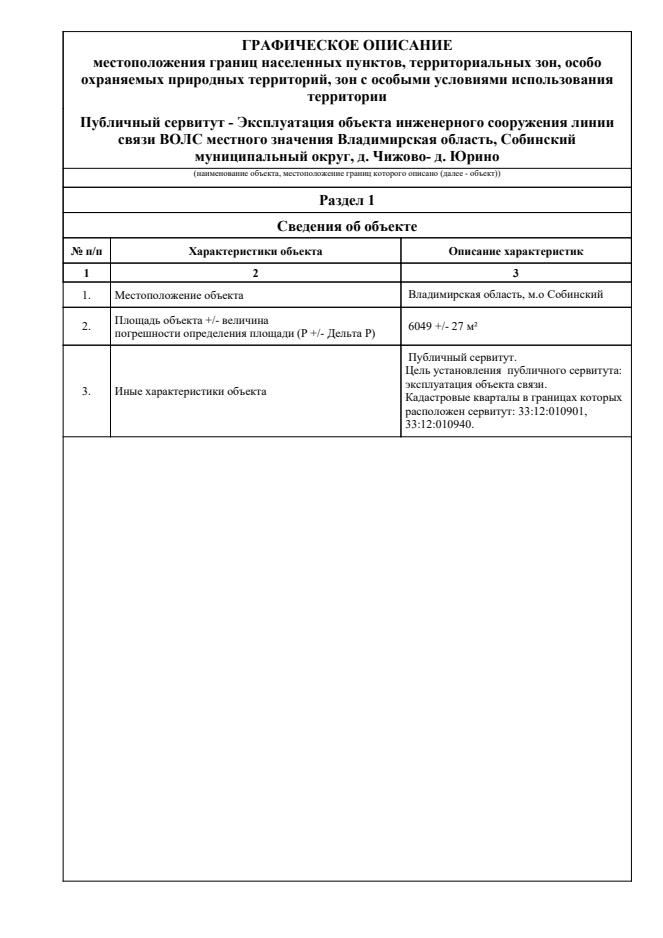 ГРАФИЧЕСКОЕ ОПИСАНИЕ
местоположения границ населенных пунктов, территориальных зон, особо
охраняемых природных территорий, зон с особыми условиями использования
территории
Публичный сервитут - Эксплуатация объекта инженерного сооружения линии
связи ВОЛС местного значения Владимирская область, Собинский
муниципальный округ, д. Чижово- д. Юрино
(наименование объекта, местоположение границ которого описано (далее - объект))
Раздел 1
Сведения об объекте
№ п/п Характеристики объекта Описание характеристик
1 2 3
1. Местоположение объекта Владимирская область, м.о Собинский
2. Площадь объекта +/- величина
погрешности определения площади (Р +/- Дельта Р) 6049 +/- 27 м²
3. Иные характеристики объекта Публичный сервитут.
Цель установления публичного сервитута:
эксплуатация объекта связи.
Кадастровые кварталы в границах которых
расположен сервитут: 33:12:010901,
33:12:010940.